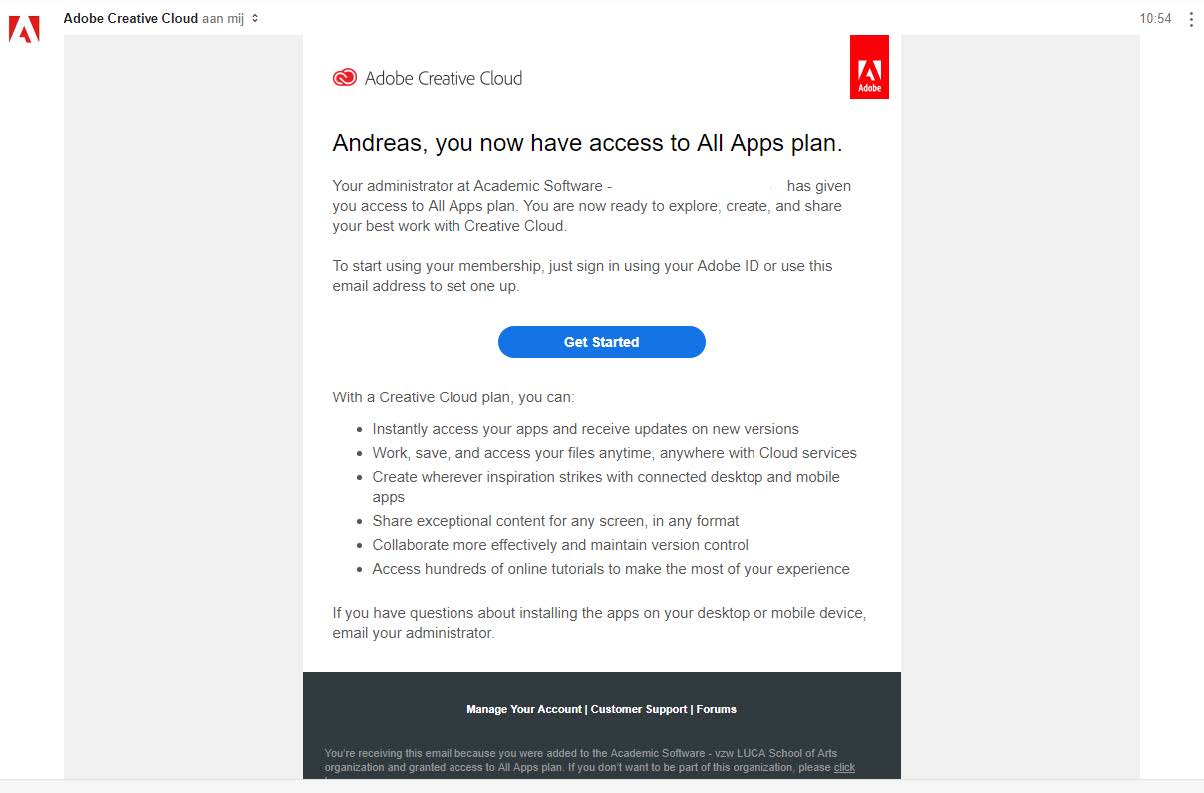 Adobe Creative Cloud aan mij
10:54
Adobe Creative Cloud
Adobe
Andreas, you now have access to All Apps plan.
Your administrator at Academic Software - has given
you access to All Apps plan. You are now ready to explore, create, and share
your best work with Creative Cloud.
To start using your membership, just sign in using your Adobe ID or use this
email address to set one up.
Get Started
With a Creative Cloud plan, you can:
• Instantly access your apps and receive updates on new versions
• Work, save, and access your files anytime, anywhere with Cloud services
• Create wherever inspiration strikes with connected desktop and mobile
apps
• Share exceptional content for any screen, in any format
• Collaborate more effectively and maintain version control
• Access hundreds of online tutorials to make the most of your experience
If you have questions about installing the apps on your desktop or mobile device,
email your administrator.
Manage Your Account | Customer Support | Forums
You're receiving this email because you were added to the Academic Software - vzw LUCA School of Arts
organization and granted access to All Apps plan. If you don't want to be part of this organization, please click